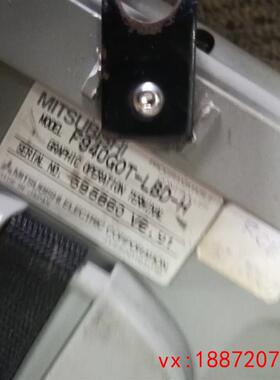 MITSUBISHI
MODEL F940GOT-LBD-H
GRAPHIC OPERATION TERMINAL
SERIAL NO.
MITSUBISHI ELECTRIC CORPORATION
vx:1887207